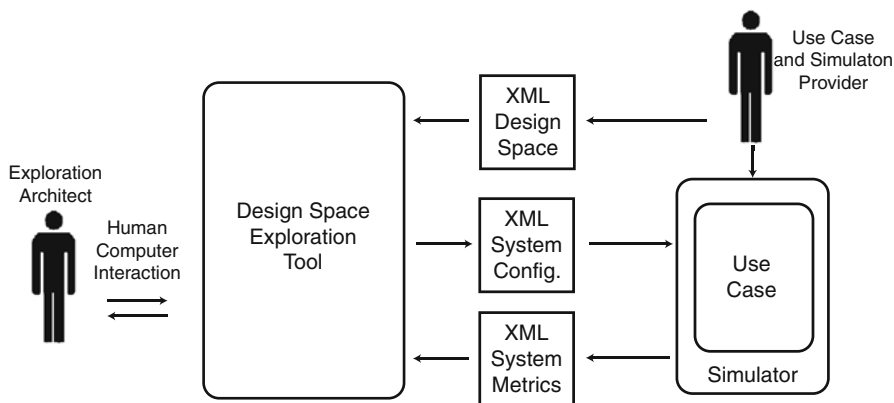 Use Case
and Simulaton
Provider
XML
Design
Space
Exploration
Architect
Human
Computer
Interaction
Design Space
Exploration
Tool
XML
System
Config.
Use
Case
XML
System
Metrics
Simulator